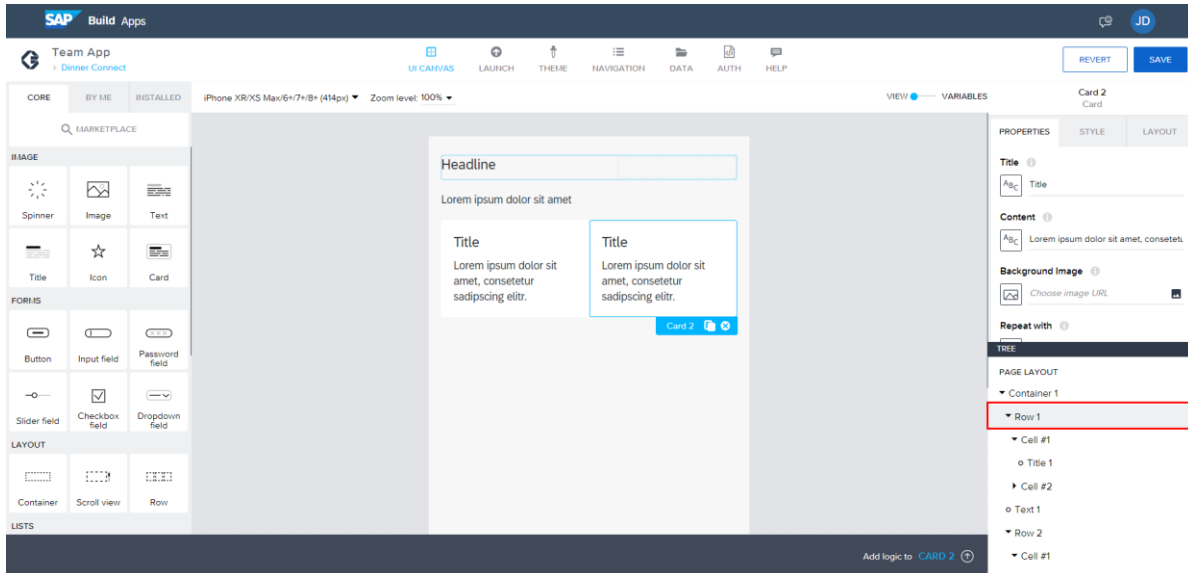 SAP Build Apps
JD
Team App
Dinner Connect
UI CANVAS LAUNCH THEME NAVIGATION DATA AUTH HELP
REVERT SAVE
CORE BY ME INSTALLED
iPhone XR/XS Max/6+/7+/8+ (414px) Zoom level: 100%
VIEW VARIABLES
Card 2
Card
MARKETPLACE
PROPERTIES STYLE LAYOUT
IMAGE
Spinner Image Text
Title Icon Card
FORMS
Button Input field Password field
Slider field Checkbox field Dropdown field
LAYOUT
Container Scroll view Row
LISTS
Headline
Lorem ipsum dolor sit amet
Title
Lorem ipsum dolor sit
amet, consetetur
sadipscing elitr.
Title
Lorem ipsum dolor sit
amet, consetetur
sadipscing elitr.
Card 2
Title
ABC Title
Content
ABC Lorem ipsum dolor sit amet, consetetu
Background Image
Choose image URL
Repeat with
TREE
PAGE LAYOUT
Container 1
Row 1
Cell #1
Title 1
Cell #2
Text 1
Row 2
Cell #1
Add logic to CARD 2